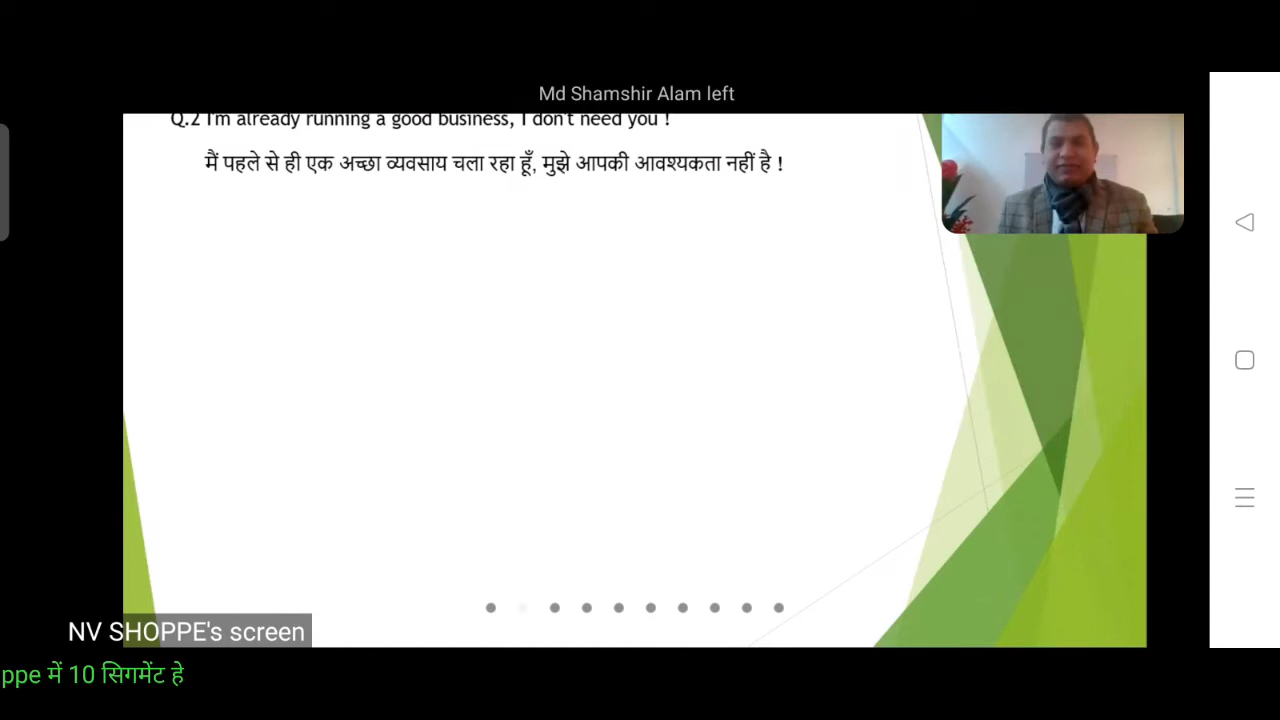 Md Shamshir Alam left
Q.2 I'm already running a good business, I don't need you !
मैं पहले से ही एक अच्छा व्यवसाय चला रहा हूँ, मुझे आपकी आवश्यकता नहीं है !
NV SHOPPE's screen
ppe में 10 सिगमेंट हे